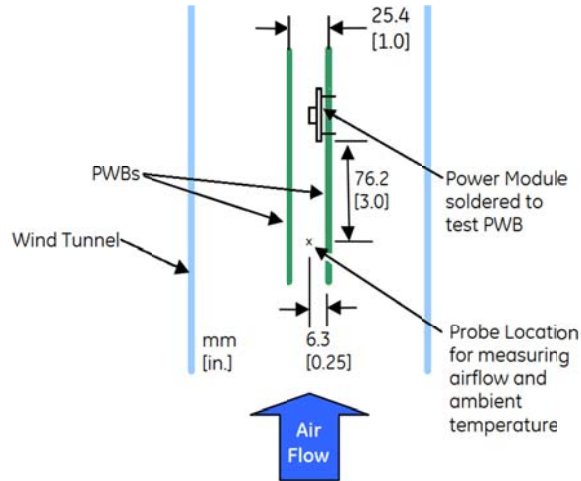 25.4
[1.0]
PWBs
76.2
[3.0]
Power Module
soldered to
test PWB
Wind Tunnel
x
mm
[in.]
6.3
[0.25]
Probe Location
for measuring
airflow and
ambient
temperature
Air
Flow